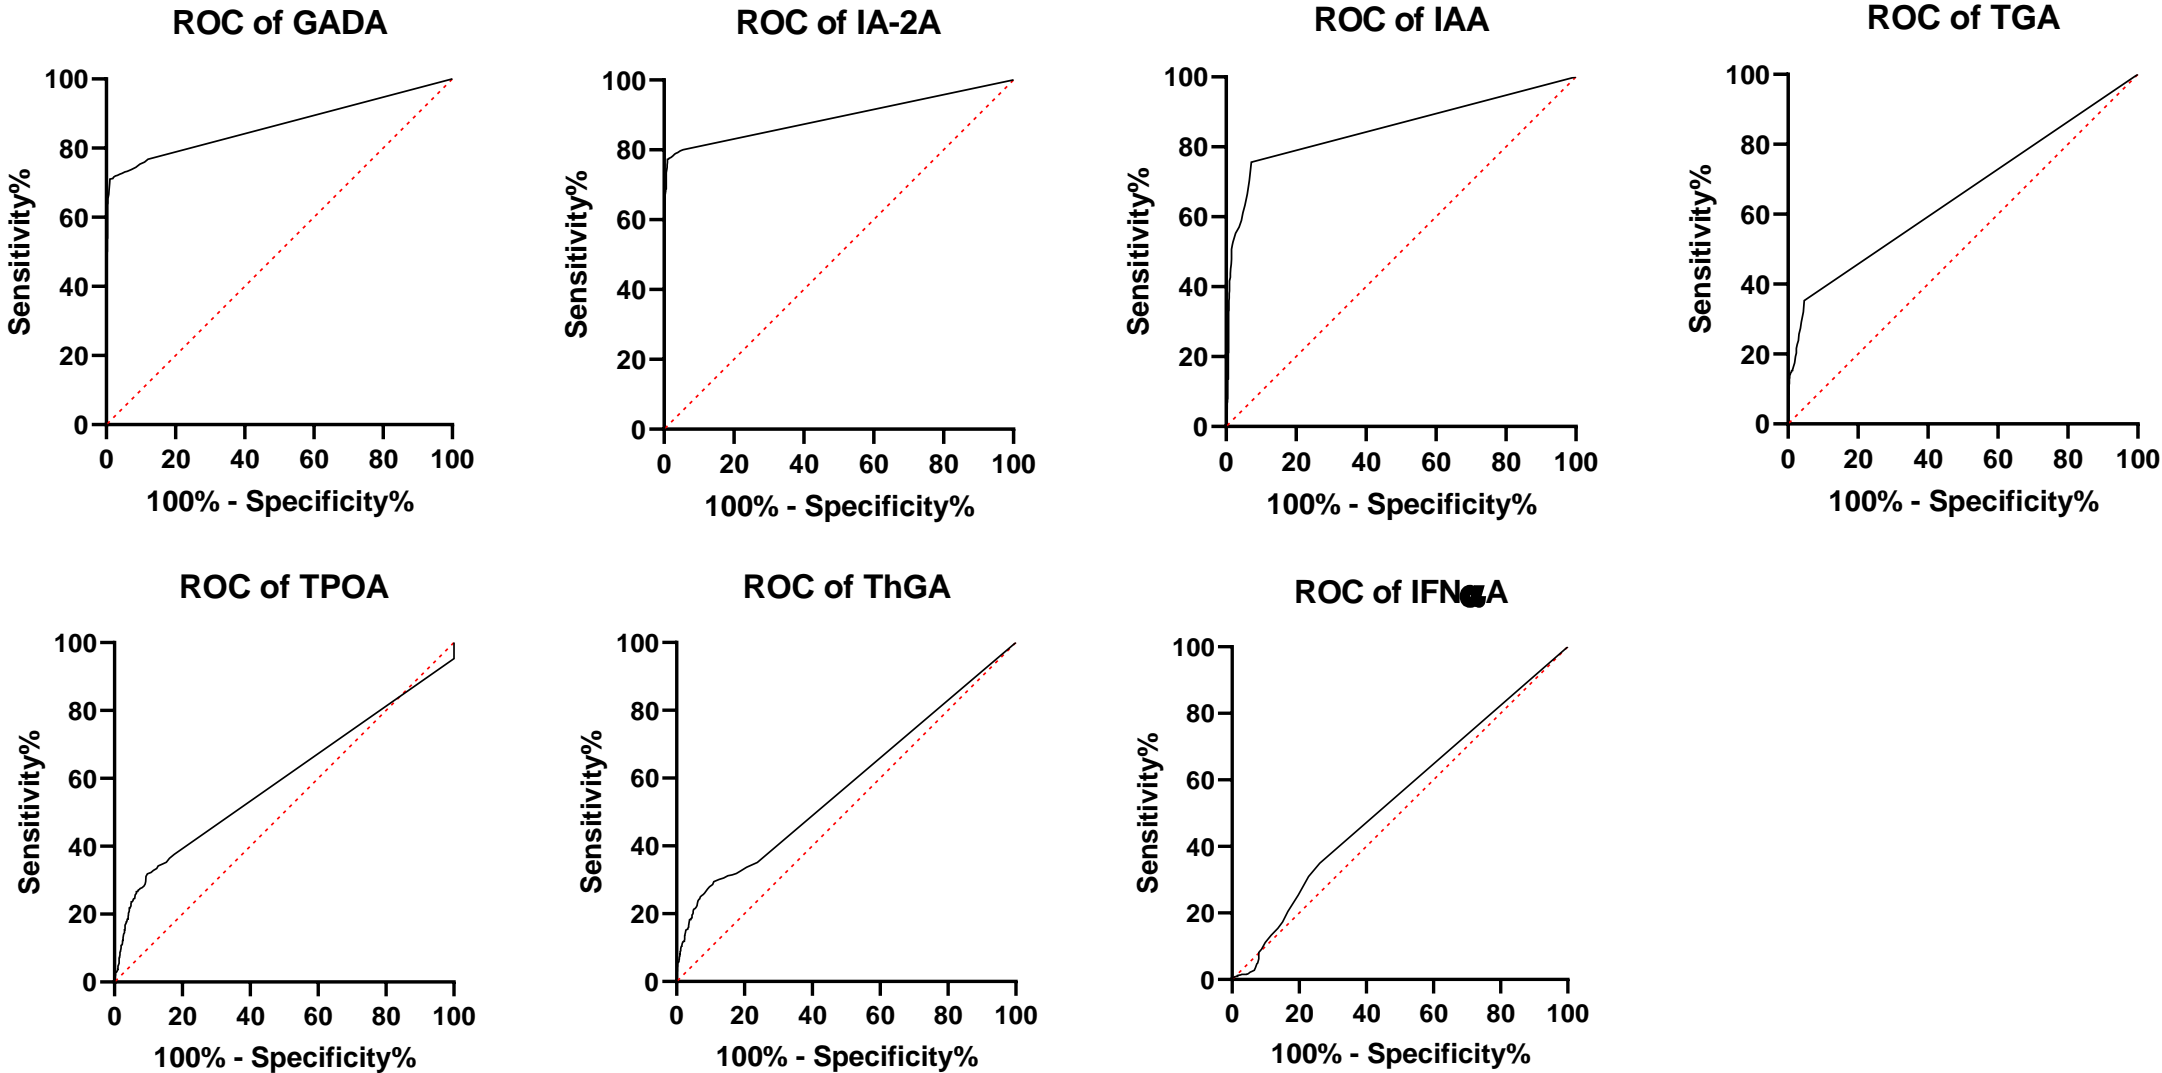 ROC of GADA
100
80
60
40
20
0
Sensitivity%
0 20 40 60 80 100
100% - Specificity%
ROC of IA-2A
100
80
60
40
20
0
Sensitivity%
0 20 40 60 80 100
100% - Specificity%
ROC of IAA
100
80
60
40
20
0
Sensitivity%
0 20 40 60 80 100
100% - Specificity%
ROC of TGA
100
80
60
40
20
0
Sensitivity%
0 20 40 60 80 100
100% - Specificity%
ROC of TPOA
100
80
60
40
20
0
Sensitivity%
0 20 40 60 80 100
100% - Specificity%
ROC of ThGA
100
80
60
40
20
0
Sensitivity%
0 20 40 60 80 100
100% - Specificity%
ROC of IFNαA
100
80
60
40
20
0
Sensitivity%
0 20 40 60 80 100
100% - Specificity%